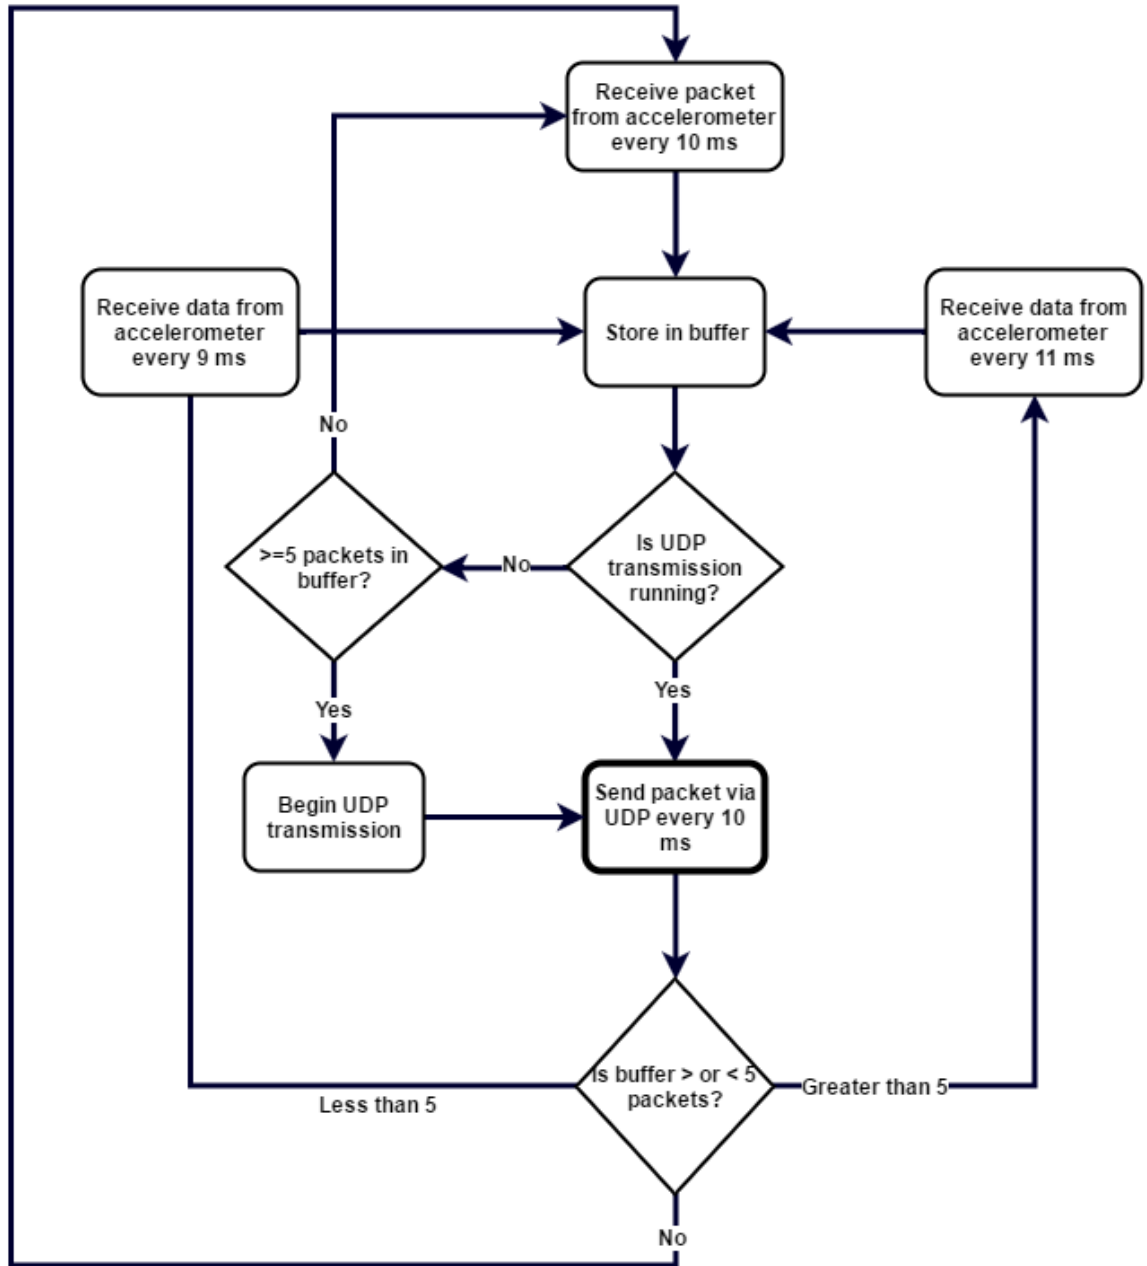 Receive packet
from accelerometer
every 10 ms
Receive data from
accelerometer
every 9 ms
Store in buffer
Receive data from
accelerometer
every 11 ms
No
>=5 packets in
buffer?
No
Is UDP
transmission
running?
Yes
Yes
Begin UDP
transmission
Send packet via
UDP every 10
ms
Is buffer > or < 5
packets?
Less than 5
Greater than 5
No